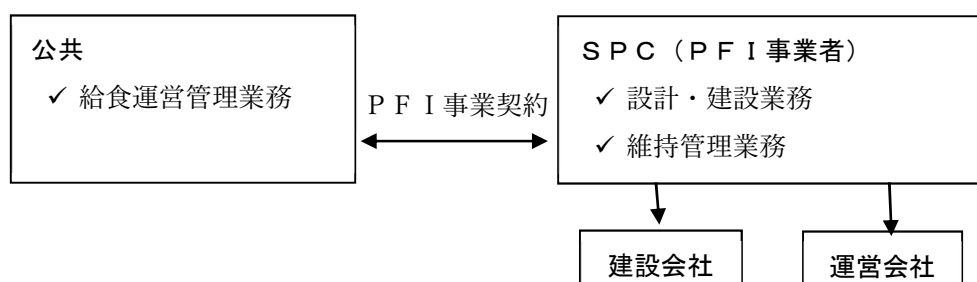 公共
✓ 給食運営管理業務
ＰＦＩ事業契約
ＳＰＣ（ＰＦＩ事業者）
✓ 設計・建設業務
✓ 維持管理業務
建設会社
運営会社